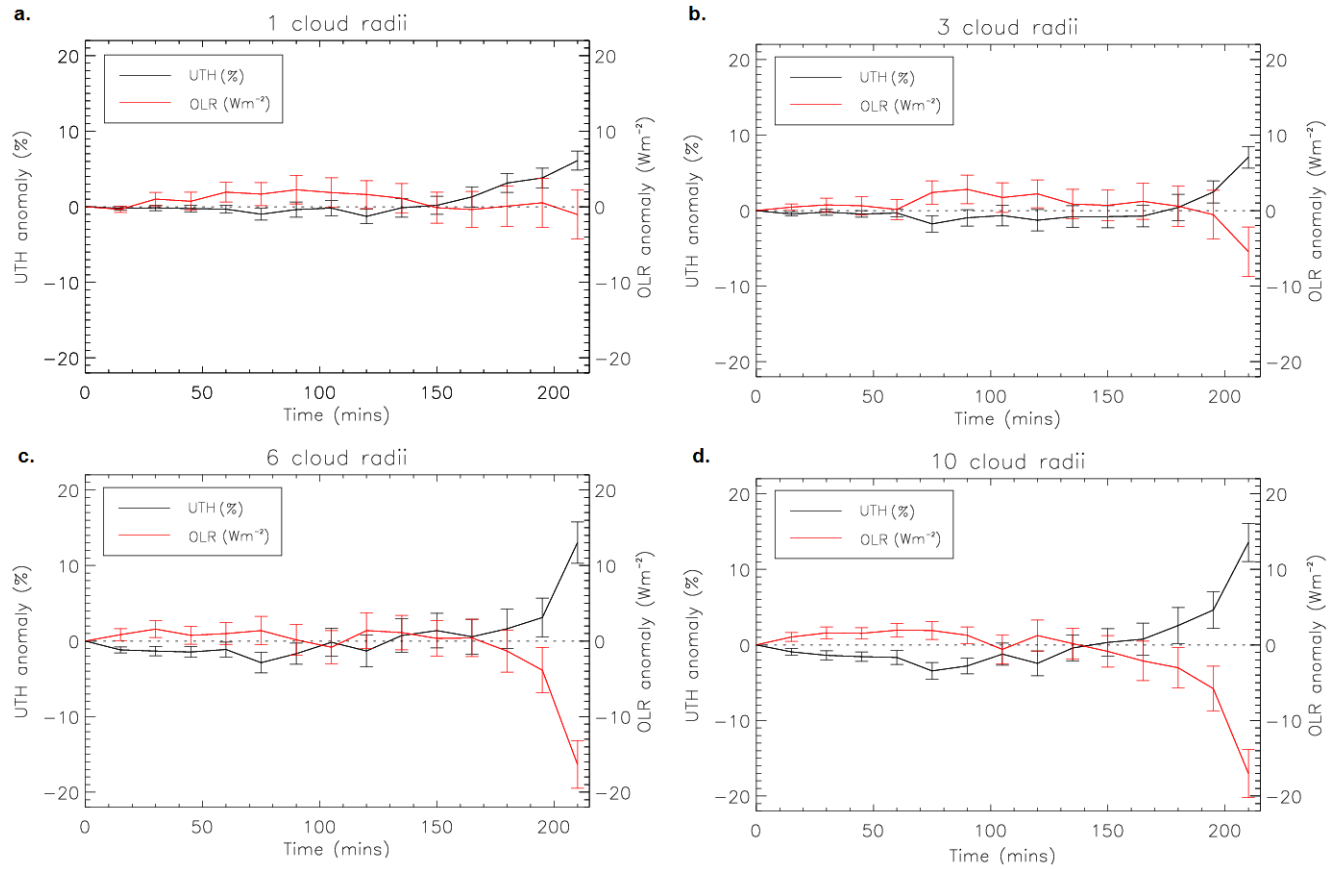 a.
1 cloud radii
UTH (%)
OLR (Wm⁻²)
UTH anomaly (%)
OLR anomaly (Wm⁻²)
20
10
0
−10
−20
20
10
0
−10
−20
0 50 100 150 200
Time (mins)
b.
3 cloud radii
UTH (%)
OLR (Wm⁻²)
UTH anomaly (%)
OLR anomaly (Wm⁻²)
20
10
0
−10
−20
20
10
0
−10
−20
0 50 100 150 200
Time (mins)
c.
6 cloud radii
UTH (%)
OLR (Wm⁻²)
UTH anomaly (%)
OLR anomaly (Wm⁻²)
20
10
0
−10
−20
20
10
0
−10
−20
0 50 100 150 200
Time (mins)
d.
10 cloud radii
UTH (%)
OLR (Wm⁻²)
UTH anomaly (%)
OLR anomaly (Wm⁻²)
20
10
0
−10
−20
20
10
0
−10
−20
0 50 100 150 200
Time (mins)